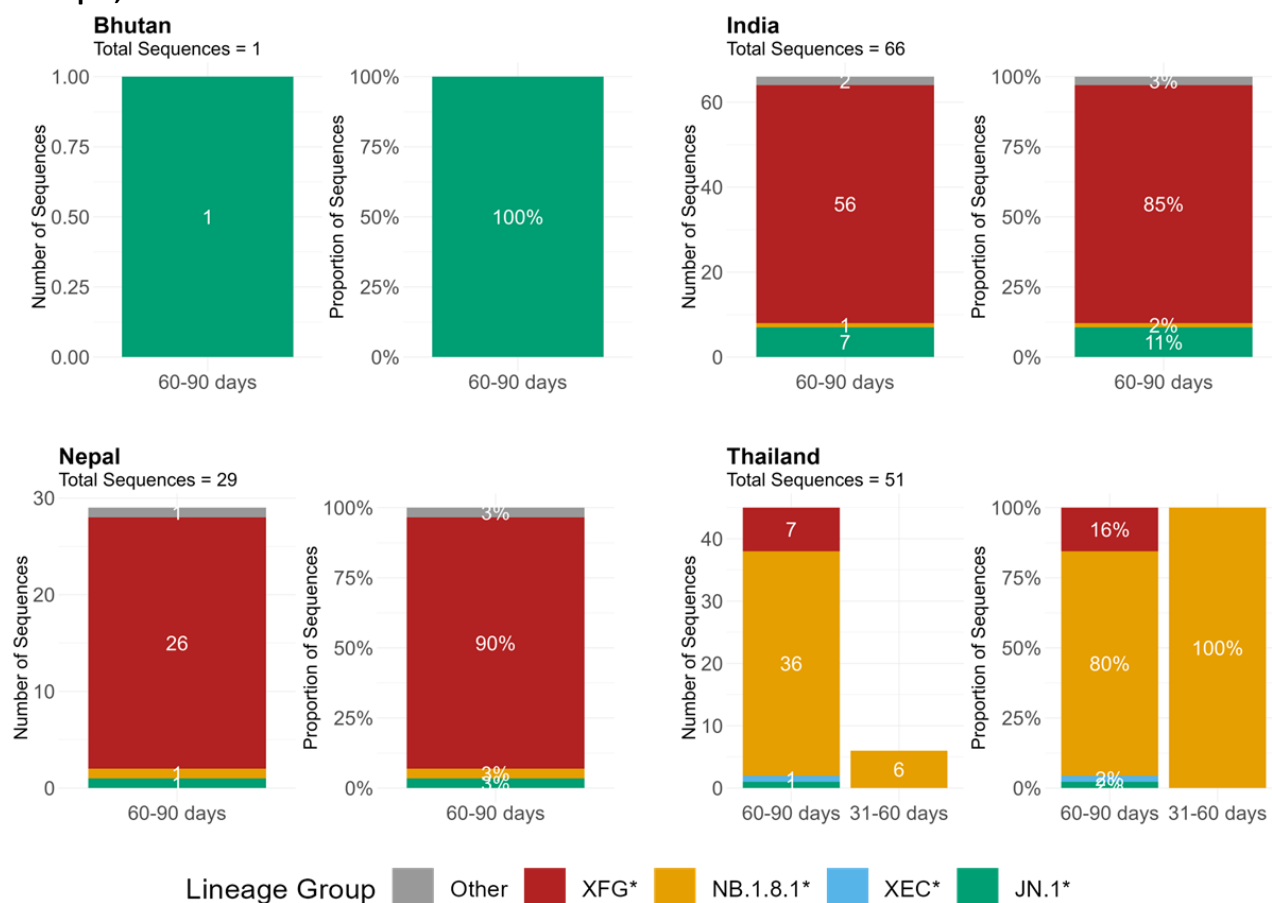 Bhutan
Total Sequences = 1
Number of Sequences
1.00
0.75
0.50
0.25
0.00
1
60-90 days
Proportion of Sequences
100%
75%
50%
25%
0%
100%
60-90 days
India
Total Sequences = 66
Number of Sequences
60
40
20
0
2
56
1
7
60-90 days
Proportion of Sequences
100%
75%
50%
25%
0%
3%
85%
2%
11%
60-90 days
Nepal
Total Sequences = 29
Number of Sequences
30
20
10
0
1
26
1
60-90 days
Proportion of Sequences
100%
75%
50%
25%
0%
3%
90%
3%
3%
60-90 days
Thailand
Total Sequences = 51
Number of Sequences
40
30
20
10
0
7
36
1
6
60-90 days 31-60 days
Proportion of Sequences
100%
75%
50%
25%
0%
16%
80%
2%
2%
100%
60-90 days 31-60 days
Lineage Group Other XFG* NB.1.8.1* XEC* JN.1*